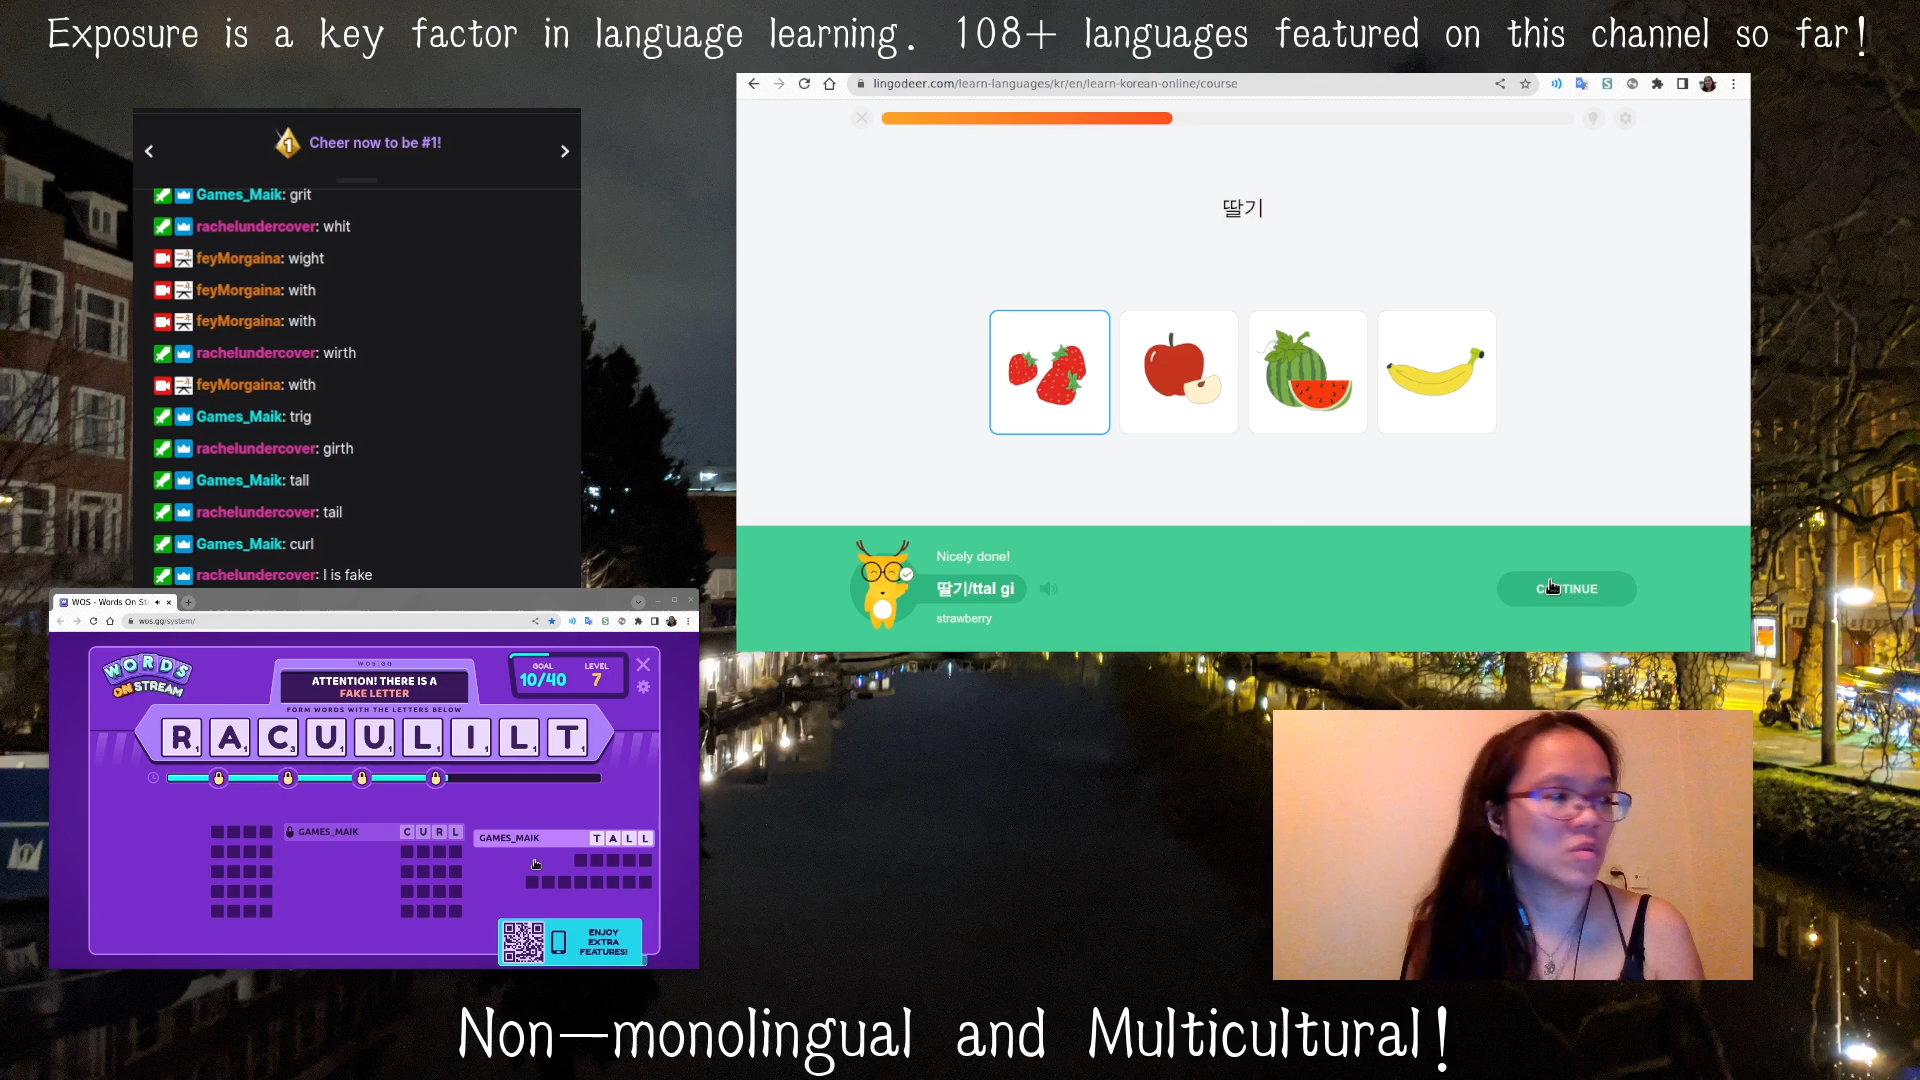 Exposure is a key factor in language learning. 108+ languages featured on this channel so far!
1 Cheer now to be #1!
Games_Maik: grit
rachelundercover: whit
feyMorgaina: wight
feyMorgaina: with
feyMorgaina: with
rachelundercover: wirth
feyMorgaina: with
Games_Maik: trig
rachelundercover: girth
Games_Maik: tall
rachelundercover: tail
Games_Maik: curl
rachelundercover: I is fake
lingodeer.com/learn-languages/kr/en/learn-korean-online/course
딸기
Nicely done!
딸기/ttal gi
strawberry
WOS - Words On St
wos.gg/system/
WORDS
ON STREAM
WOS.GG
ATTENTION! THERE IS A
FAKE LETTER
GOAL
10/40
LEVEL
7
FORM WORDS WITH THE LETTERS BELOW
R A C U U L I L T
GAMES_MAIK C U R L
GAMES_MAIK T A L L
ENJOY
EXTRA
FEATURES!
Non—monolingual and Multicultural!